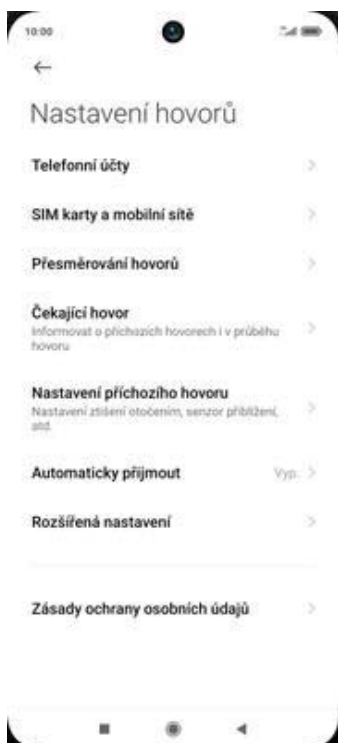 10:00
Nastavení hovorů
Telefonní účty
SIM karty a mobilní sítě
Přesměrování hovorů
Čekající hovor
Informovat o příchozích hovorech i v průběhu
hovoru
Nastavení příchozího hovoru
Nastavení ztišení otočením, senzor přiblížení,
atd.
Automaticky přijmout Vyp.
Rozšířená nastavení
Zásady ochrany osobních údajů